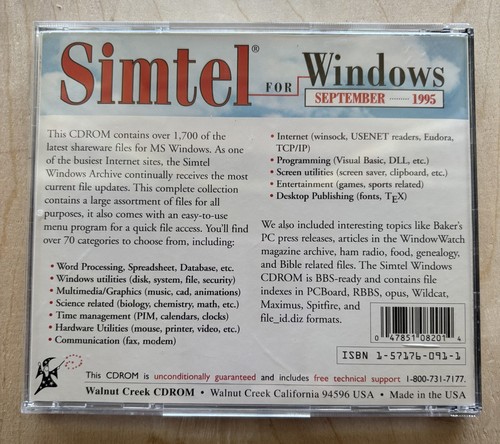 Simtel® FOR Windows
SEPTEMBER ········ 1995
This CDROM contains over 1,700 of the
latest shareware files for MS Windows. As one
of the busiest Internet sites, the Simtel
Windows Archive continually receives the most
current file updates. This complete collection
contains a large assortment of files for all
purposes, it also comes with an easy-to-use
menu program for a quick file access. You'll find
over 70 categories to choose from, including:
• Word Processing, Spreadsheet, Database, etc.
• Windows utilities (disk, system, file, security)
• Multimedia/Graphics (music, cad, animations)
• Science related (biology, chemistry, math, etc.)
• Time management (PIM, calendars, clocks)
• Hardware Utilities (mouse, printer, video, etc.)
• Communication (fax, modem)
• Internet (winsock, USENET readers, Eudora,
TCP/IP)
• Programming (Visual Basic, DLL, etc.)
• Screen utilities (screen saver, clipboard, etc.)
• Entertainment (games, sports related)
• Desktop Publishing (fonts, TEX)
We also included interesting topics like Baker's
PC press releases, articles in the WindowWatch
magazine archive, ham radio, food, genealogy,
and Bible related files. The Simtel Windows
CDROM is BBS-ready and contains file
indexes in PCBoard, RBBS, opus, Wildcat,
Maximus, Spitfire, and
file_id.diz formats.
0 47851 08201 4
ISBN 1-57176-091-1
This CDROM is unconditionally guaranteed and includes free technical support 1-800-731-7177.
Walnut Creek CDROM • Walnut Creek California 94596 USA • Made in the USA